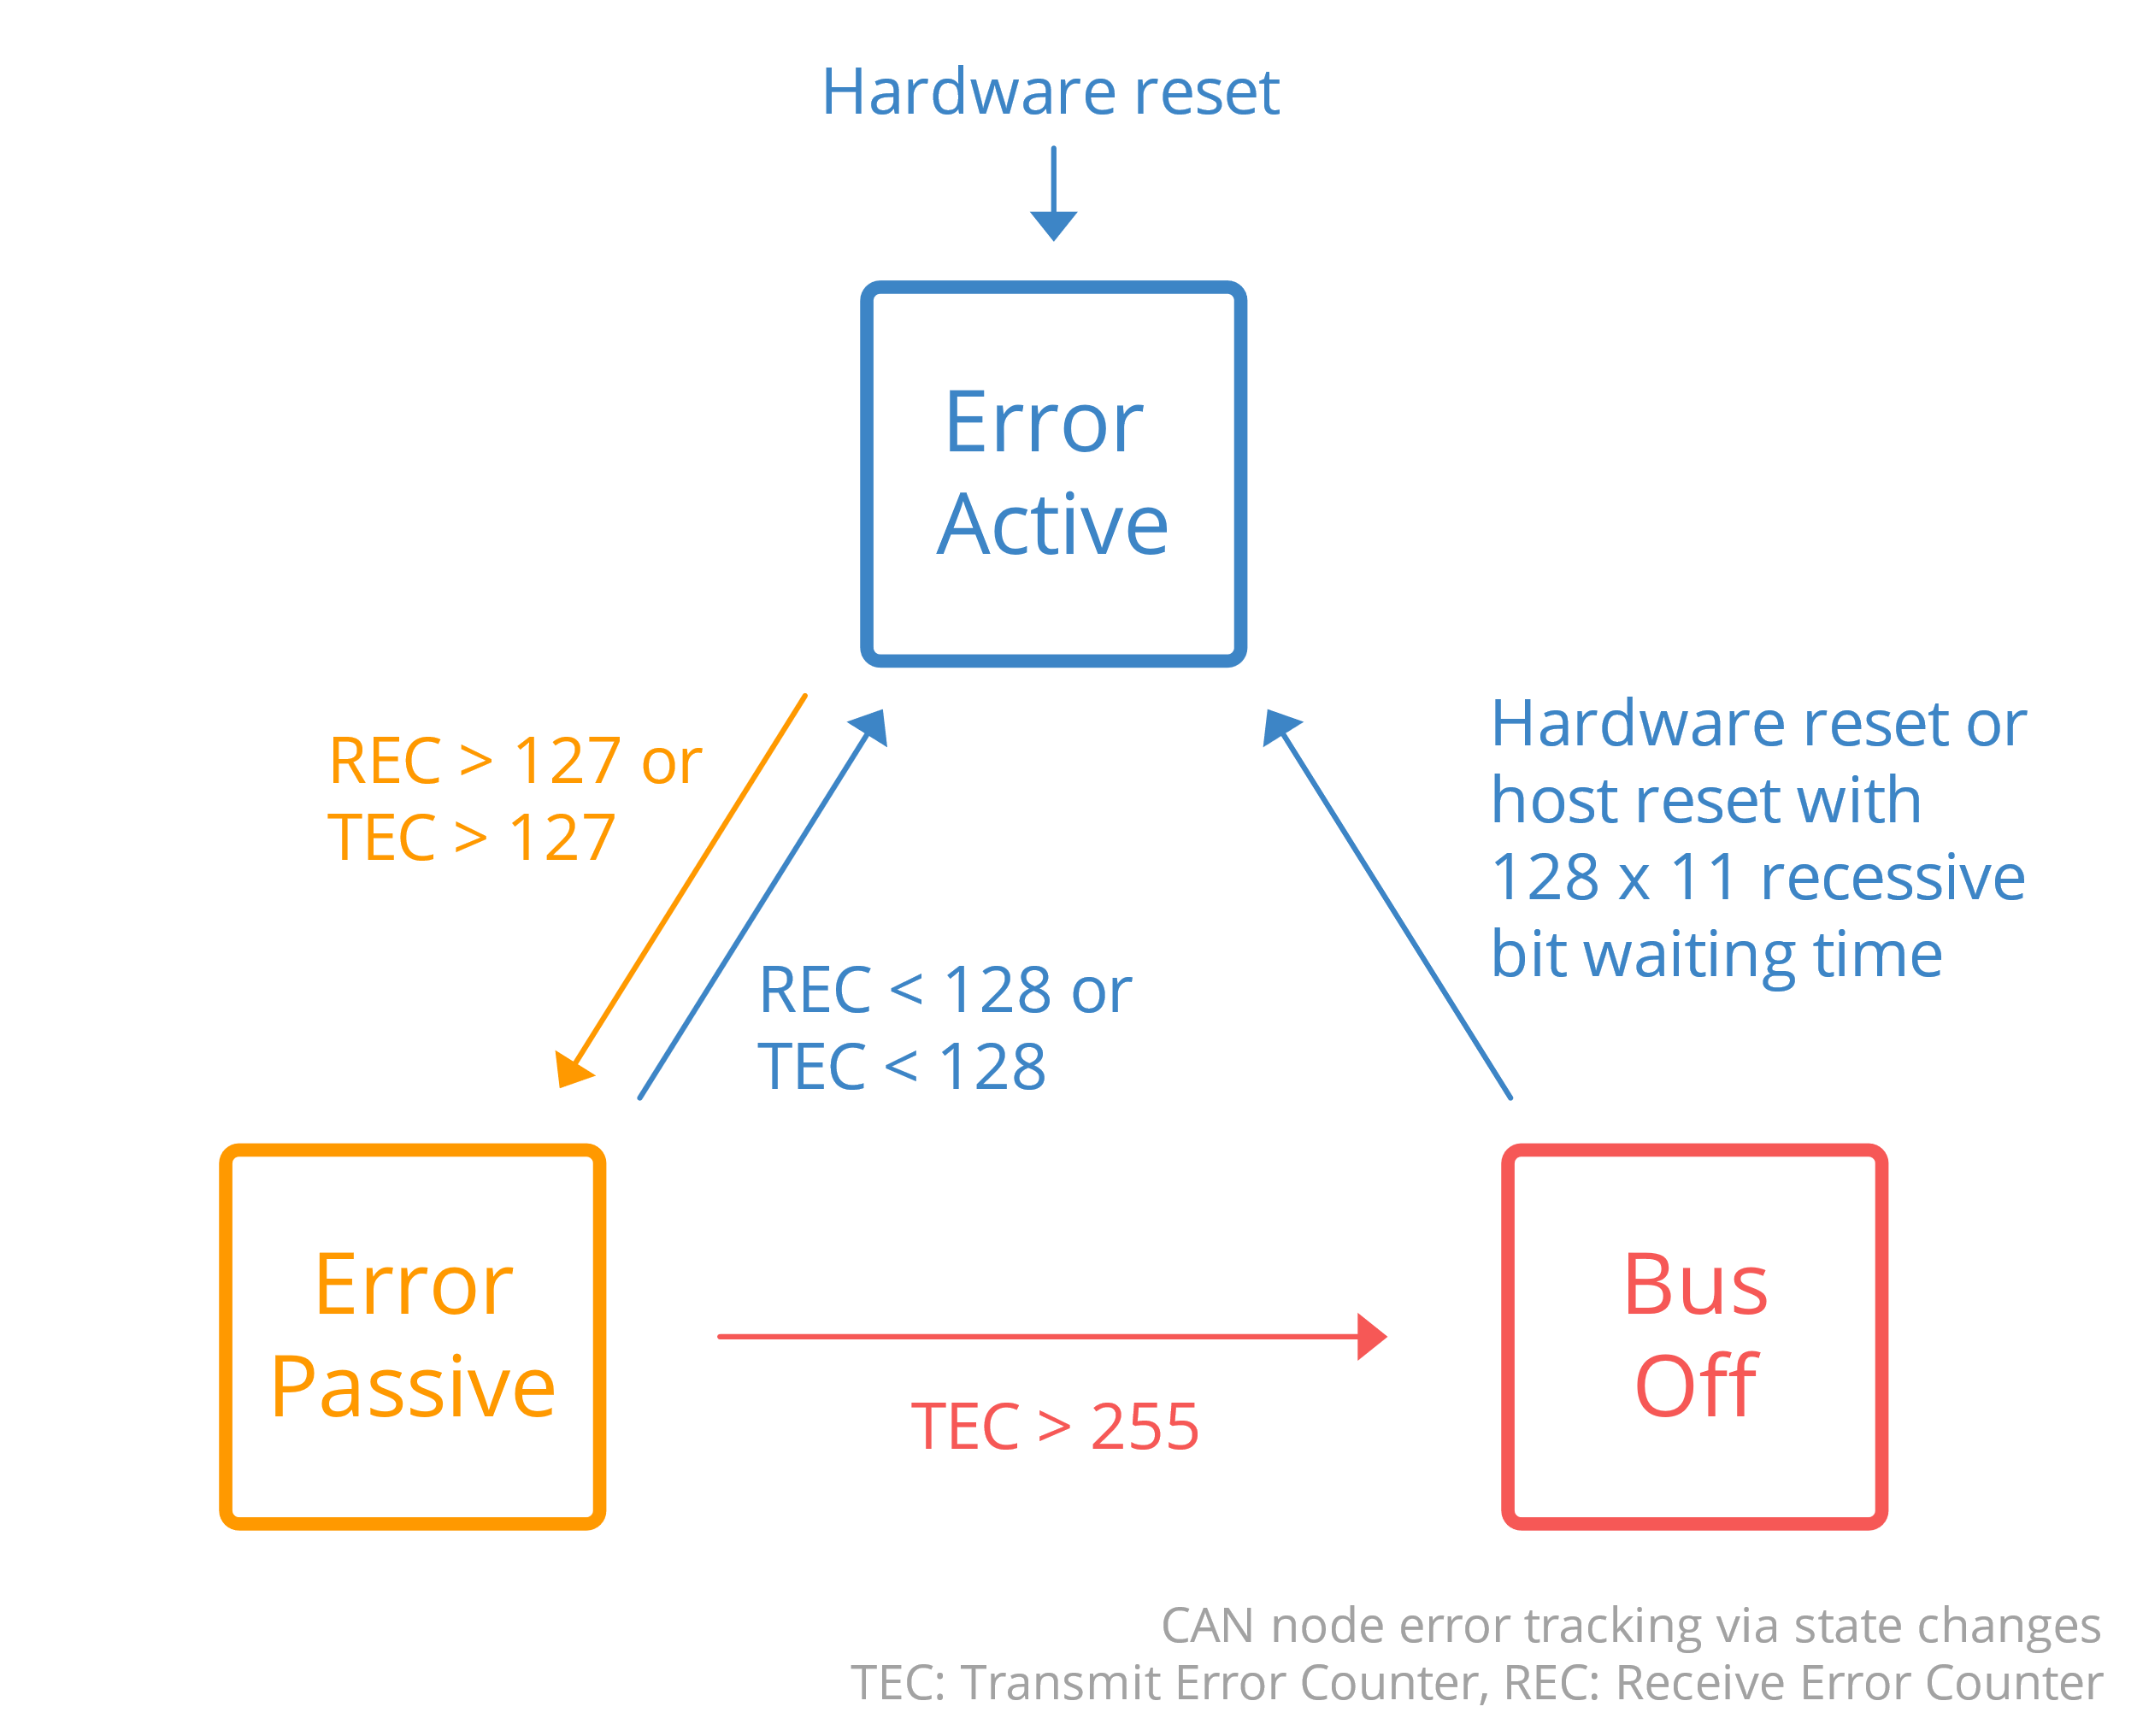 Hardware reset
Error
Active
REC > 127 or
TEC > 127
REC < 128 or
TEC < 128
Hardware reset or
host reset with
128 x 11 recessive
bit waiting time
Error
Passive
TEC > 255
Bus
Off
CAN node error tracking via state changes
TEC: Transmit Error Counter, REC: Receive Error Counter